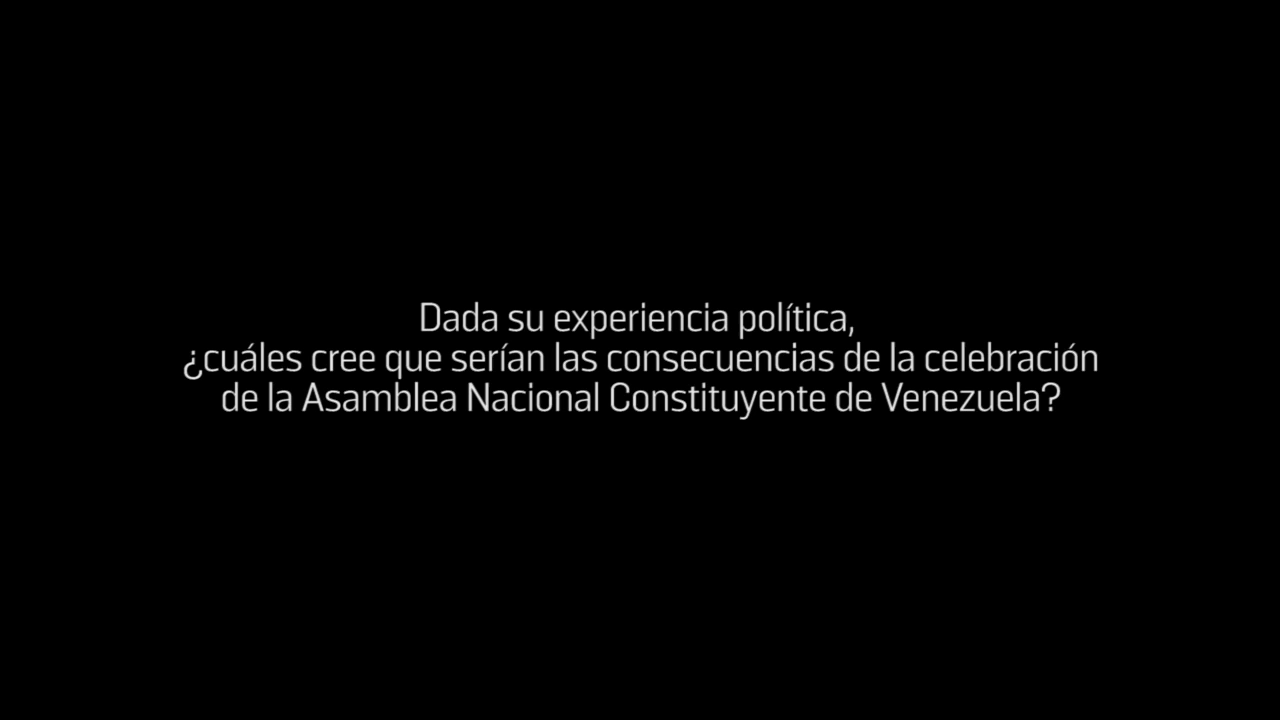 Dada su experiencia política,
¿cuáles cree que serían las consecuencias de la celebración
de la Asamblea Nacional Constituyente de Venezuela?